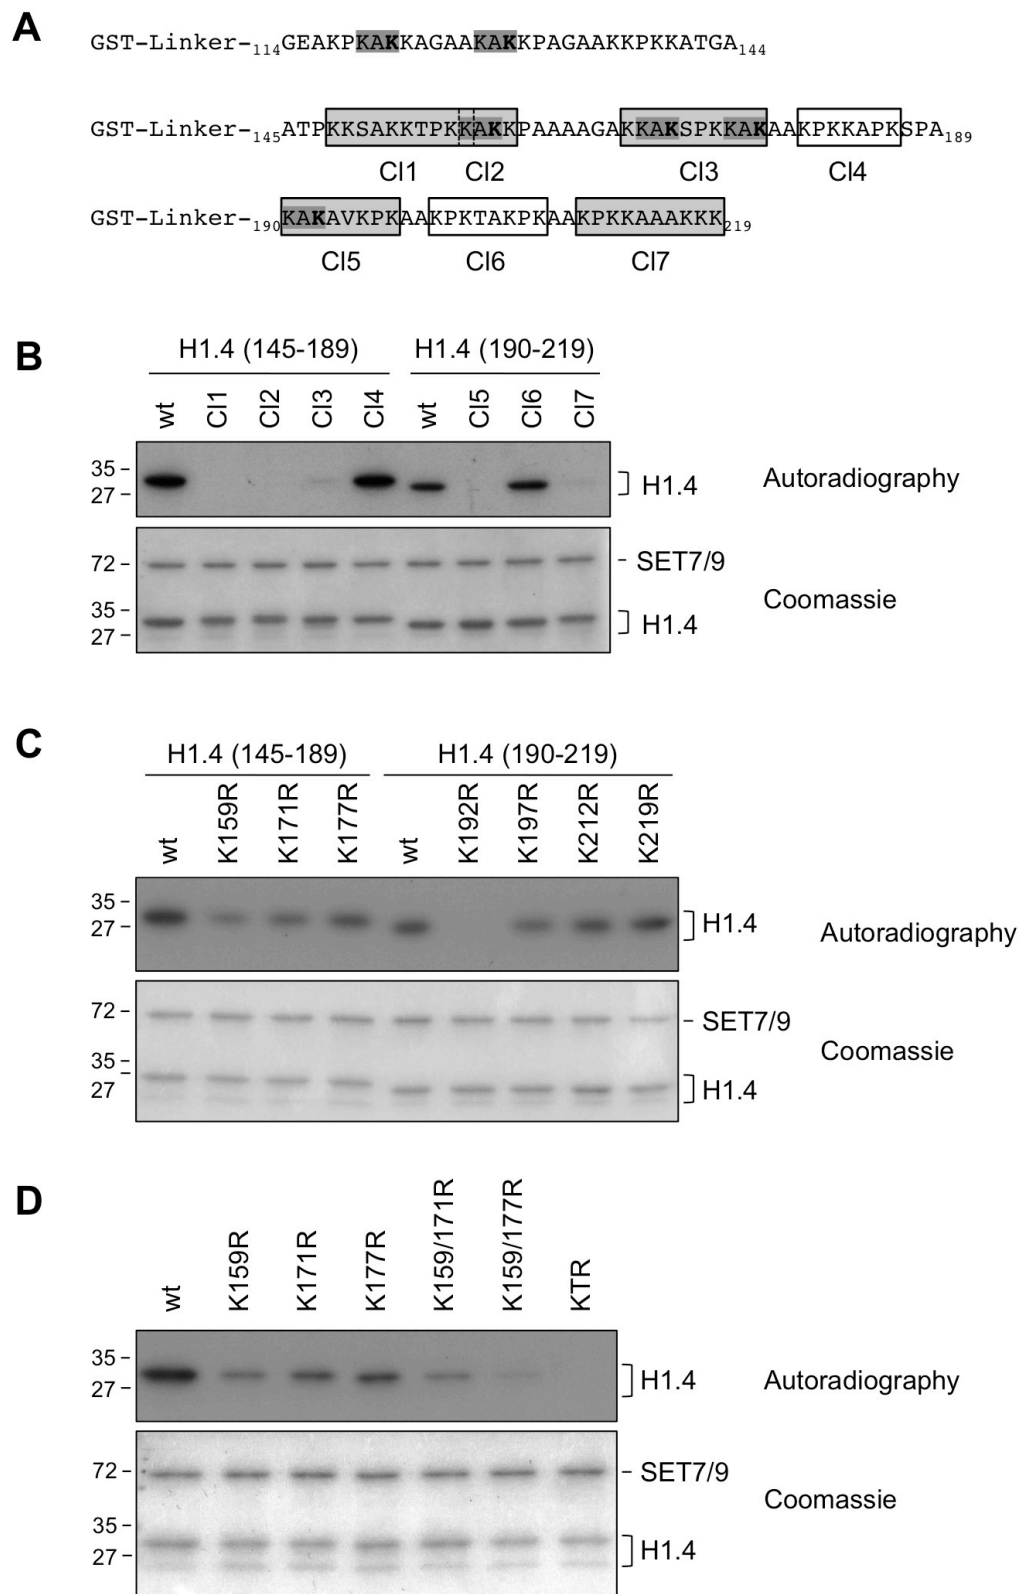 A
GST-Linker-114GEAKPKAKKAGAAKAKKPAGAAKKPKKATGA144
GST-Linker-145ATPKKSAKKTPKKAKKPAAAAGAKKAKSPKKAKAAKPKKAPKSPA189
Cl1 Cl2 Cl3 Cl4
GST-Linker-190KAKAVKPKAAKPKTAKPKAAKPKKAAAKKK219
Cl5 Cl6 Cl7
B
H1.4 (145-189) H1.4 (190-219)
wt Cl1 Cl2 Cl3 Cl4 wt Cl5 Cl6 Cl7
35
27
H1.4
Autoradiography
72
SET7/9
35
27
H1.4
Coomassie
C
H1.4 (145-189) H1.4 (190-219)
wt K159R K171R K177R wt K192R K197R K212R K219R
35
27
H1.4
Autoradiography
72
SET7/9
35
27
H1.4
Coomassie
D
wt K159R K171R K177R K159/171R K159/177R KTR
35
27
H1.4
Autoradiography
72
SET7/9
35
27
H1.4
Coomassie